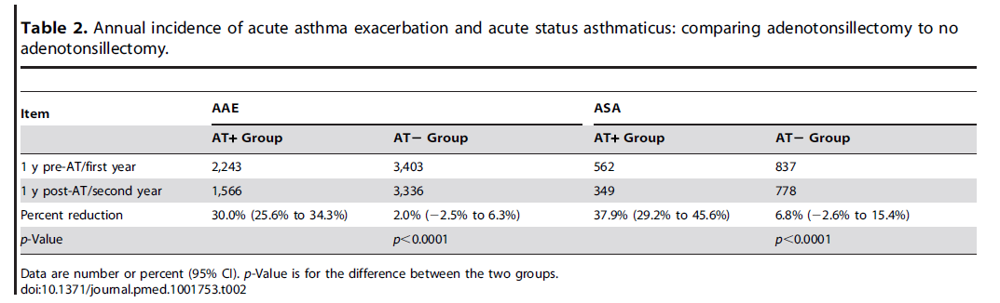 Table 2. Annual incidence of acute asthma exacerbation and acute status asthmaticus: comparing adenotonsillectomy to no
adenotonsillectomy.
Item AAE ASA
AT+ Group AT− Group AT+ Group AT− Group
1 y pre-AT/first year 2,243 3,403 562 837
1 y post-AT/second year 1,566 3,336 349 778
Percent reduction 30.0% (25.6% to 34.3%) 2.0% (−2.5% to 6.3%) 37.9% (29.2% to 45.6%) 6.8% (−2.6% to 15.4%)
p-Value p<0.0001 p<0.0001
Data are number or percent (95% CI). p-Value is for the difference between the two groups.
doi:10.1371/journal.pmed.1001753.t002